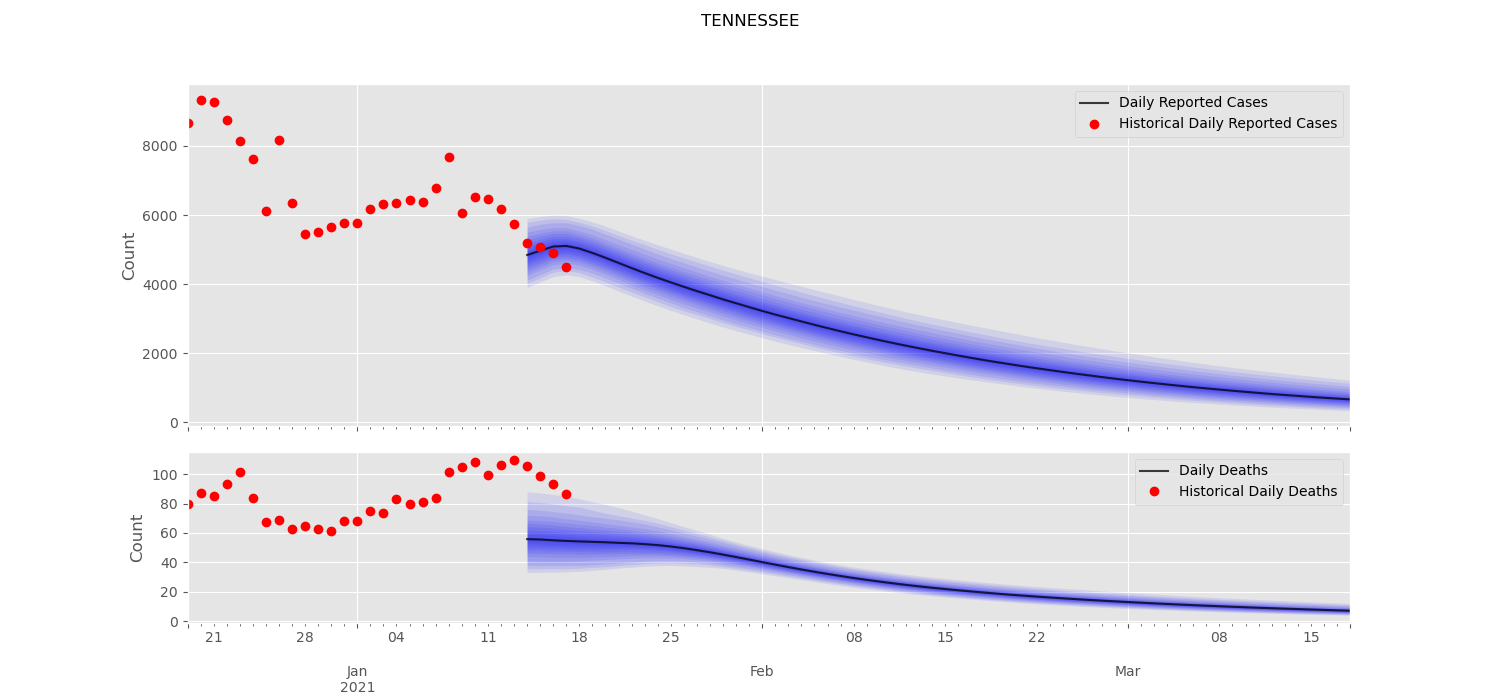 TENNESSEE
Daily Reported Cases
Historical Daily Reported Cases
8000
6000
4000
2000
0
Count
Daily Deaths
Historical Daily Deaths
100
80
60
40
20
0
Count
21 28 04 11 18 25 08 15 22 08 15
Jan Feb Mar
2021